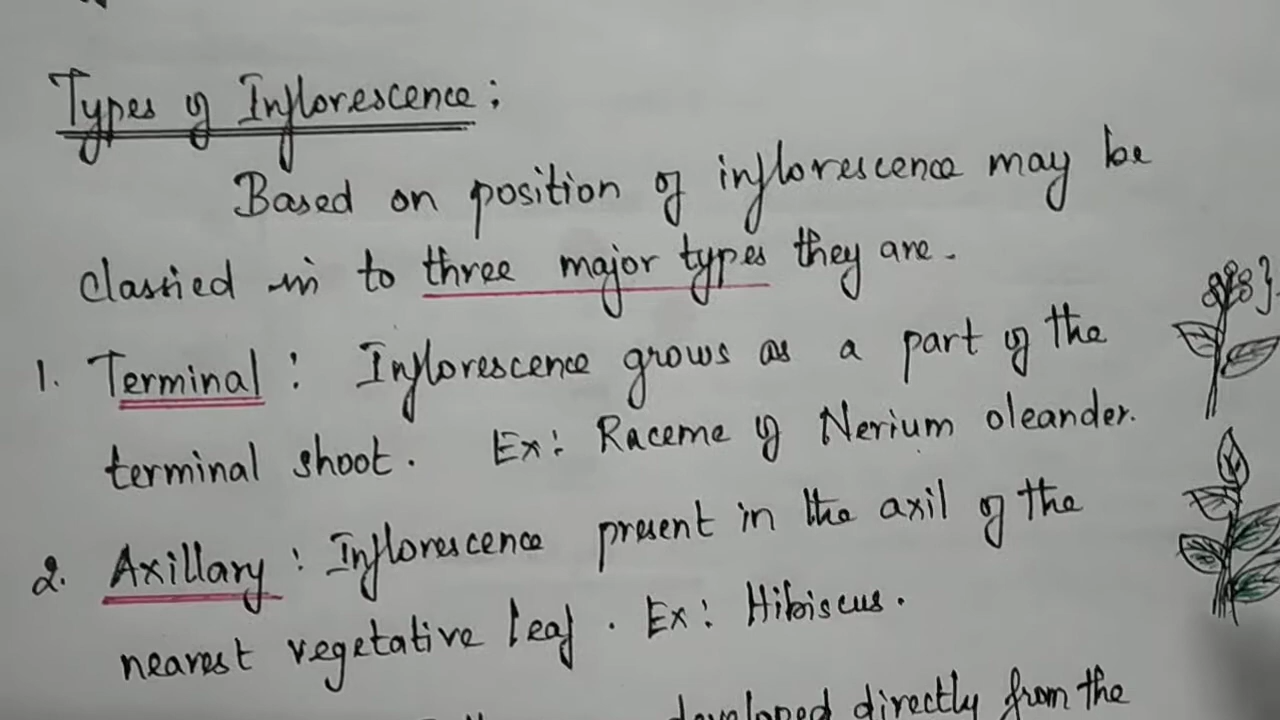 Types of Inflorescence:
Based on position of inflorescence may be
classied in to three major types they are.
1. Terminal: Inflorescence grows as a part of the
terminal shoot. Ex: Raceme of Nerium oleander.
2. Axillary: Inflorescence present in the axil of the
nearest vegetative leaf. Ex: Hibiscus.
developed directly from the